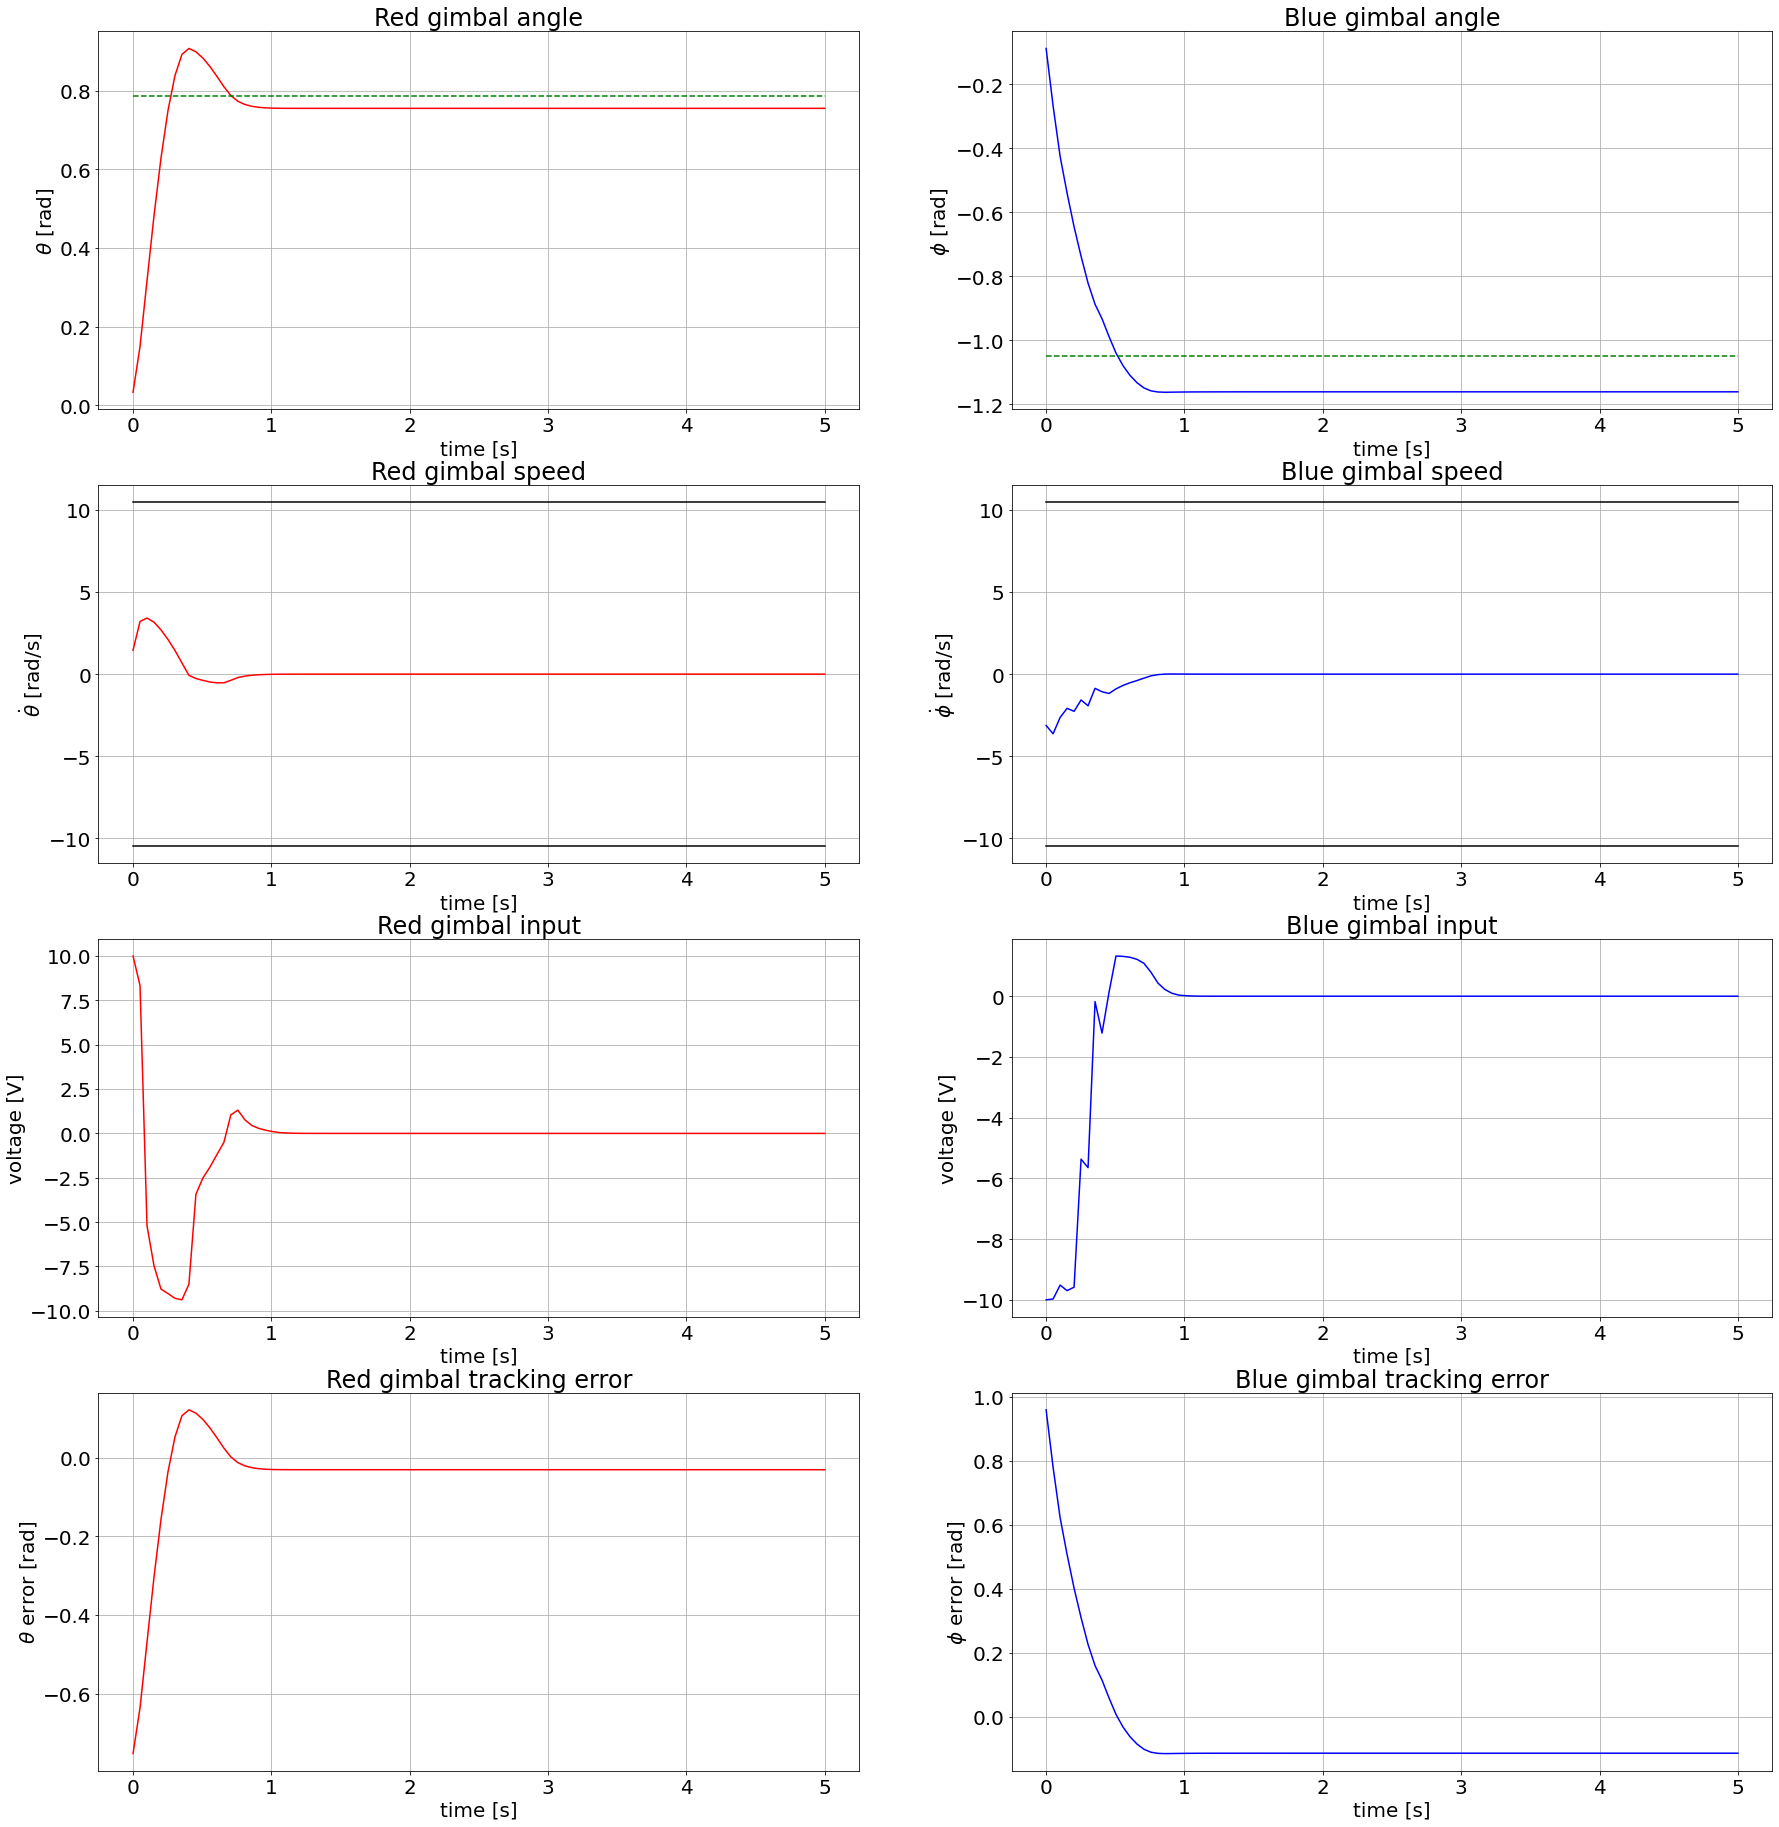 Red gimbal angle
0.8
0.6
0.4
0.2
0.0
θ [rad]
0 1 2 3 4 5
time [s]
Blue gimbal angle
−0.2
−0.4
−0.6
−0.8
−1.0
−1.2
ϕ [rad]
0 1 2 3 4 5
time [s]
Red gimbal speed
10
5
0
−5
−10
θ̇ [rad/s]
0 1 2 3 4 5
time [s]
Blue gimbal speed
10
5
0
−5
−10
ϕ̇ [rad/s]
0 1 2 3 4 5
time [s]
Red gimbal input
10.0
7.5
5.0
2.5
0.0
−2.5
−5.0
−7.5
−10.0
voltage [V]
0 1 2 3 4 5
time [s]
Blue gimbal input
0
−2
−4
−6
−8
−10
voltage [V]
0 1 2 3 4 5
time [s]
Red gimbal tracking error
0.0
−0.2
−0.4
−0.6
θ error [rad]
0 1 2 3 4 5
time [s]
Blue gimbal tracking error
1.0
0.8
0.6
0.4
0.2
0.0
ϕ error [rad]
0 1 2 3 4 5
time [s]